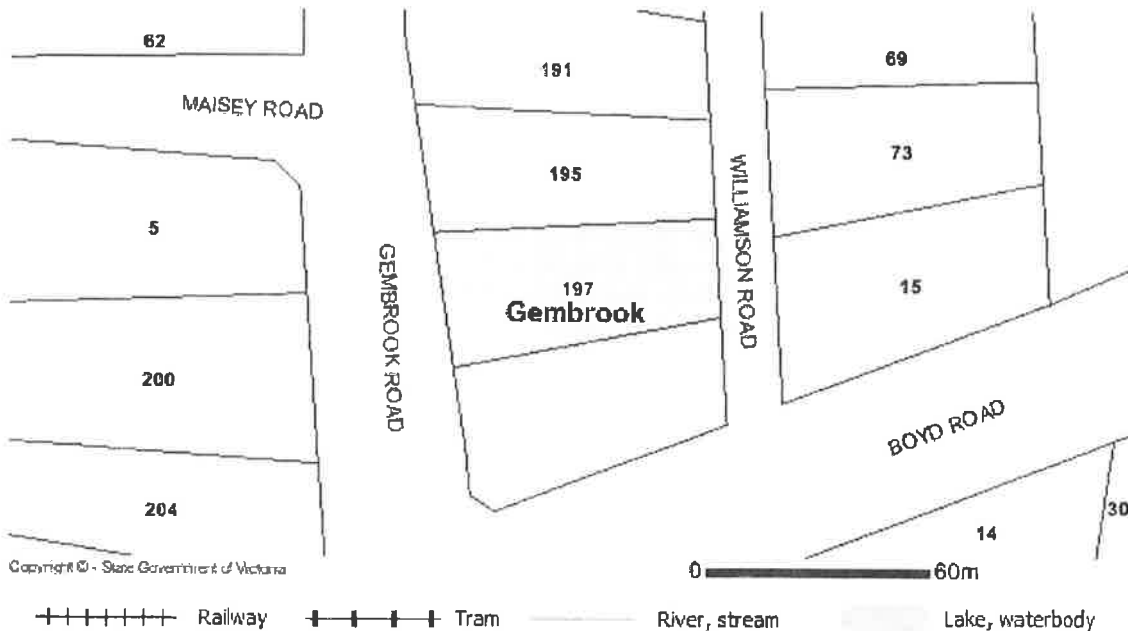 62
191
69
MAISEY ROAD
195
WILLIAMSON ROAD
73
5
GEMBROOK ROAD
197
Gembrook
15
200
BOYD ROAD
204
14
30
Copyright © - State Government of Victoria
0 60m
Railway Tram River, stream Lake, waterbody